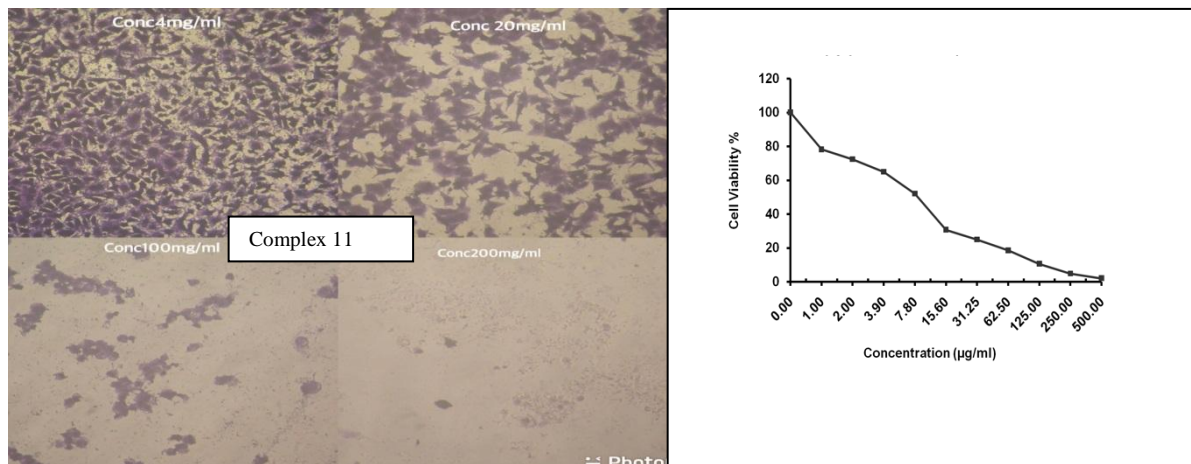 Conc4mg/ml
Conc 20mg/ml
Complex 11
Conc100mg/ml
Conc200mg/ml
Photo
120
100
80
60
40
20
0
Cell Viability %
0.00
1.00
2.00
3.90
7.80
15.60
31.25
62.50
125.00
250.00
500.00
Concentration (µg/ml)